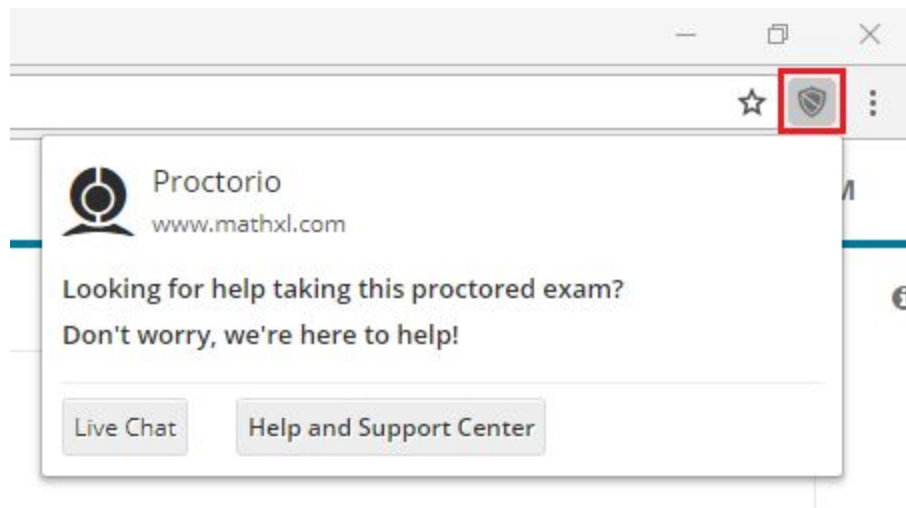 Proctorio
www.mathxl.com
Looking for help taking this proctored exam?
Don't worry, we're here to help!
Live Chat
Help and Support Center